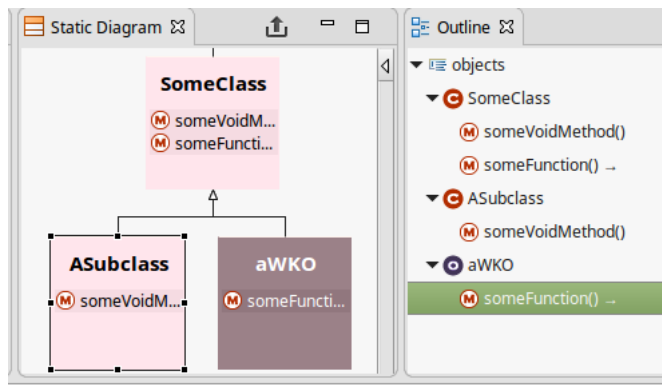 Static Diagram
SomeClass
someVoidM...
someFuncti...
ASubclass
someVoidM...
aWKO
someFuncti...
Outline
objects
SomeClass
someVoidMethod()
someFunction() →
ASubclass
someVoidMethod()
aWKO
someFunction() →